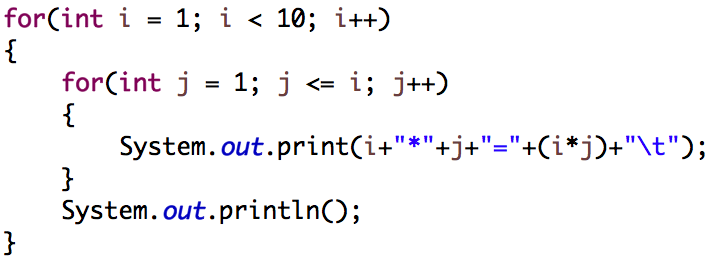 for(int i = 1; i < 10; i++)
{
    for(int j = 1; j <= i; j++)
    {
        System.out.print(i+"*"+j+"="+(i*j)+"\t");
    }
    System.out.println();
}